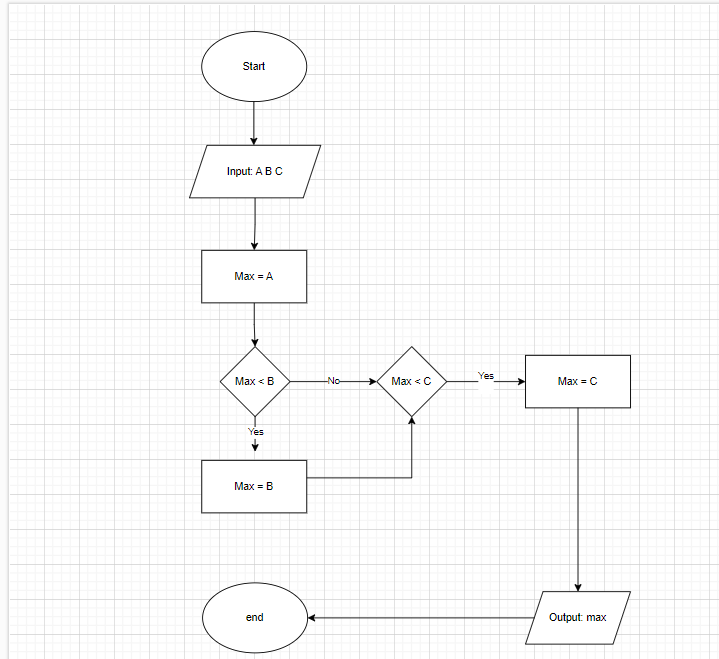 Start
Input: A B C
Max = A
Max < B
No
Max < C
Yes
Max = C
Yes
Max = B
end
Output: max